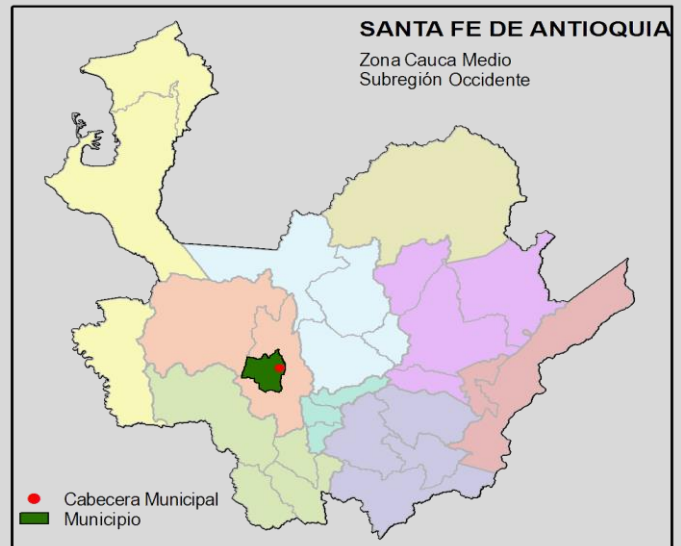 SANTA FE DE ANTIOQUIA
Zona Cauca Medio
Subregión Occidente
Cabecera Municipal
Municipio